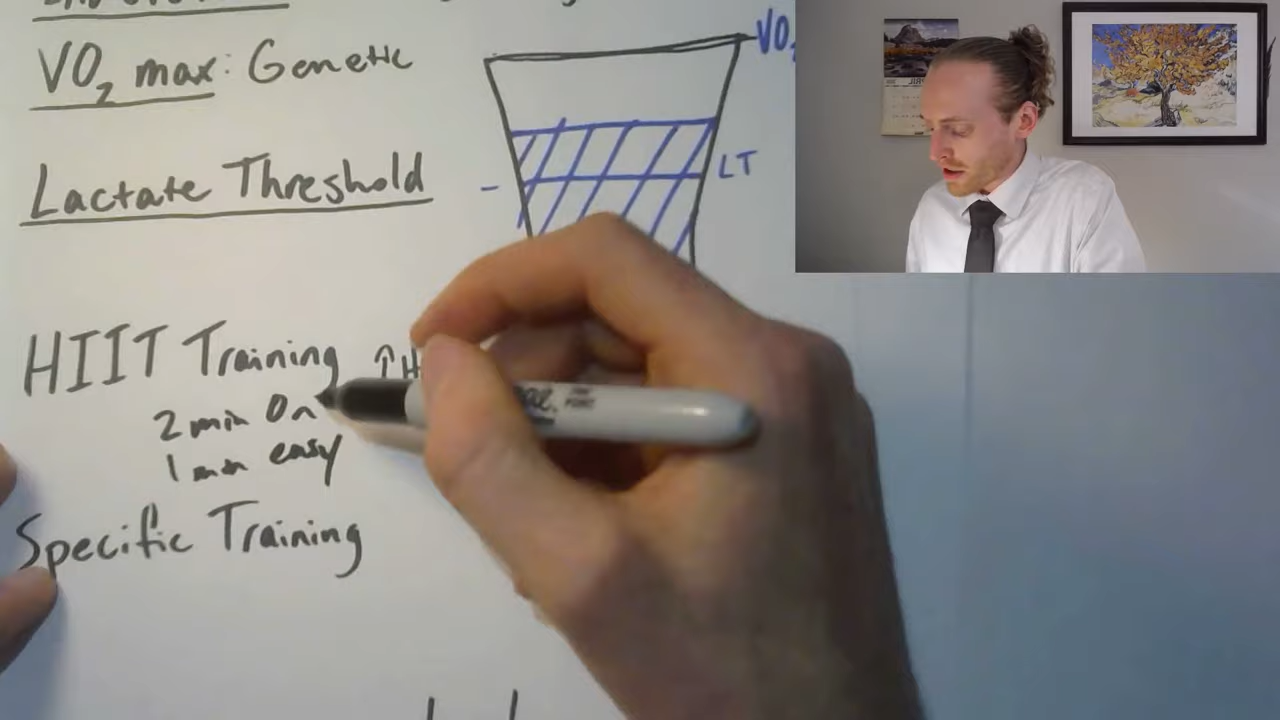 VO₂ max: Genetic
VO₂
Lactate Threshold
- LT
HIIT Training ↑ H
2 min On
1 min easy
Specific Training